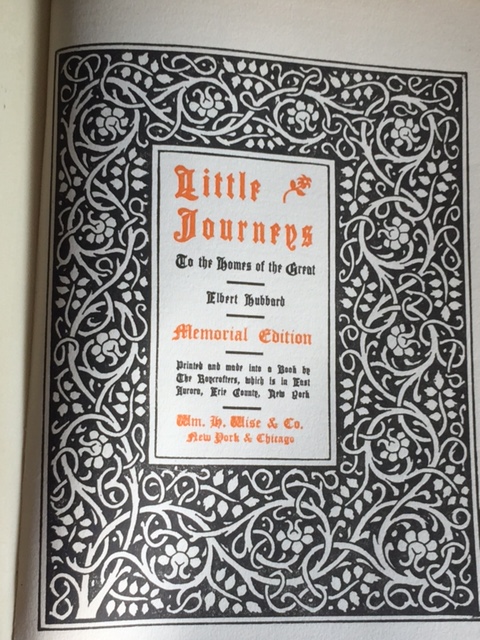 Little
Journeys
To the Homes of the Great
Elbert Hubbard
Memorial Edition
Printed and made into a Book by
The Roycrofters, which is in East
Aurora, Erie County, New York
Wm. H. Wise & Co.
New York & Chicago